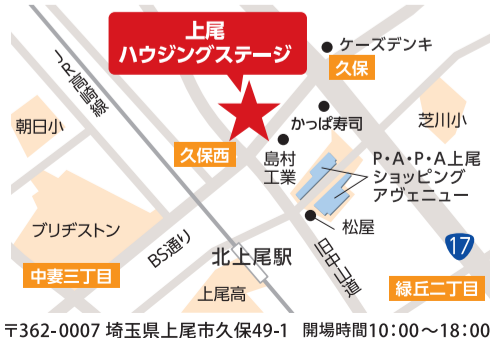 上尾
ハウジングステージ
ケーズデンキ
久保
JR高崎線
かっぱ寿司
朝日小
芝川小
久保西
島村
工業
P・A・P・A上尾
ショッピング
アヴェニュー
ブリヂストン
松屋
BS通り
旧中山道
17
北上尾駅
中妻三丁目
上尾高
緑丘二丁目
〒362-0007 埼玉県上尾市久保49-1 開場時間10:00〜18:00